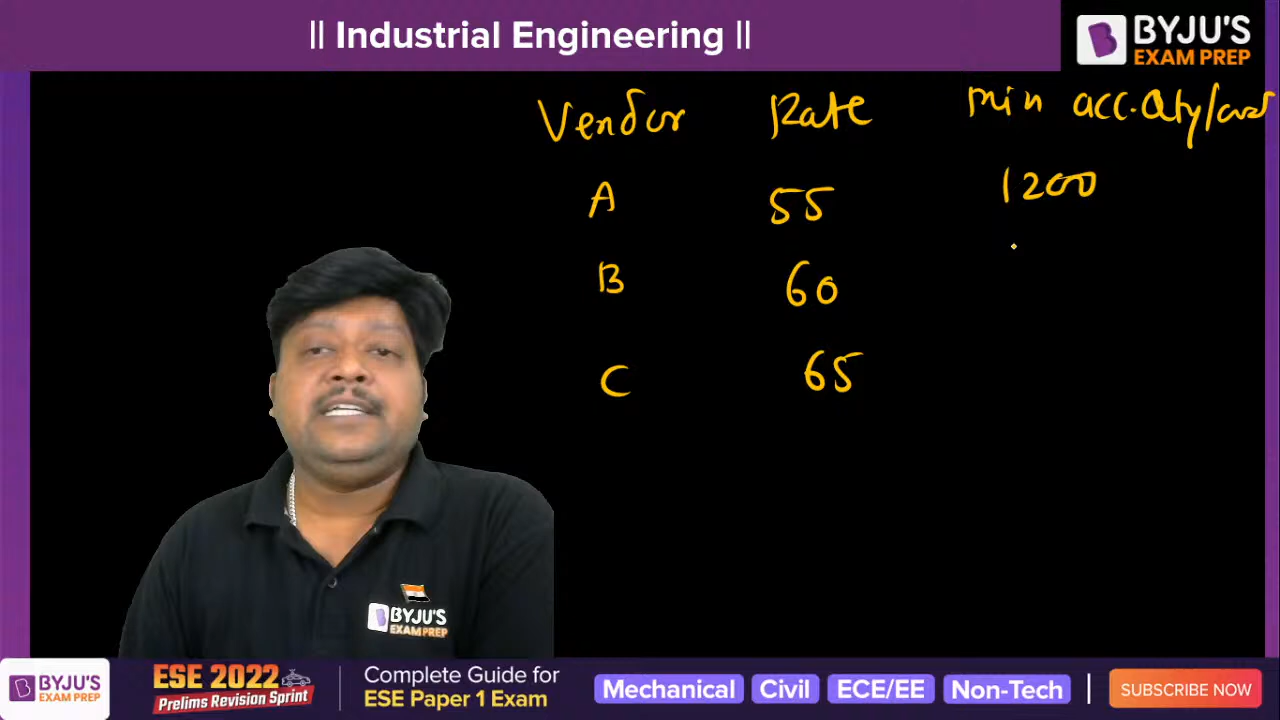 || Industrial Engineering ||
BYJU'S
EXAM PREP
Vendor Rate Min acc. Qty/
A 55 1200
B 60
C 65
BYJU'S
EXAM PREP
BYJU'S
EXAM PREP
ESE 2022
Prelims Revision Sprint
Complete Guide for
ESE Paper 1 Exam
Mechanical Civil ECE/EE Non-Tech
SUBSCRIBE NOW